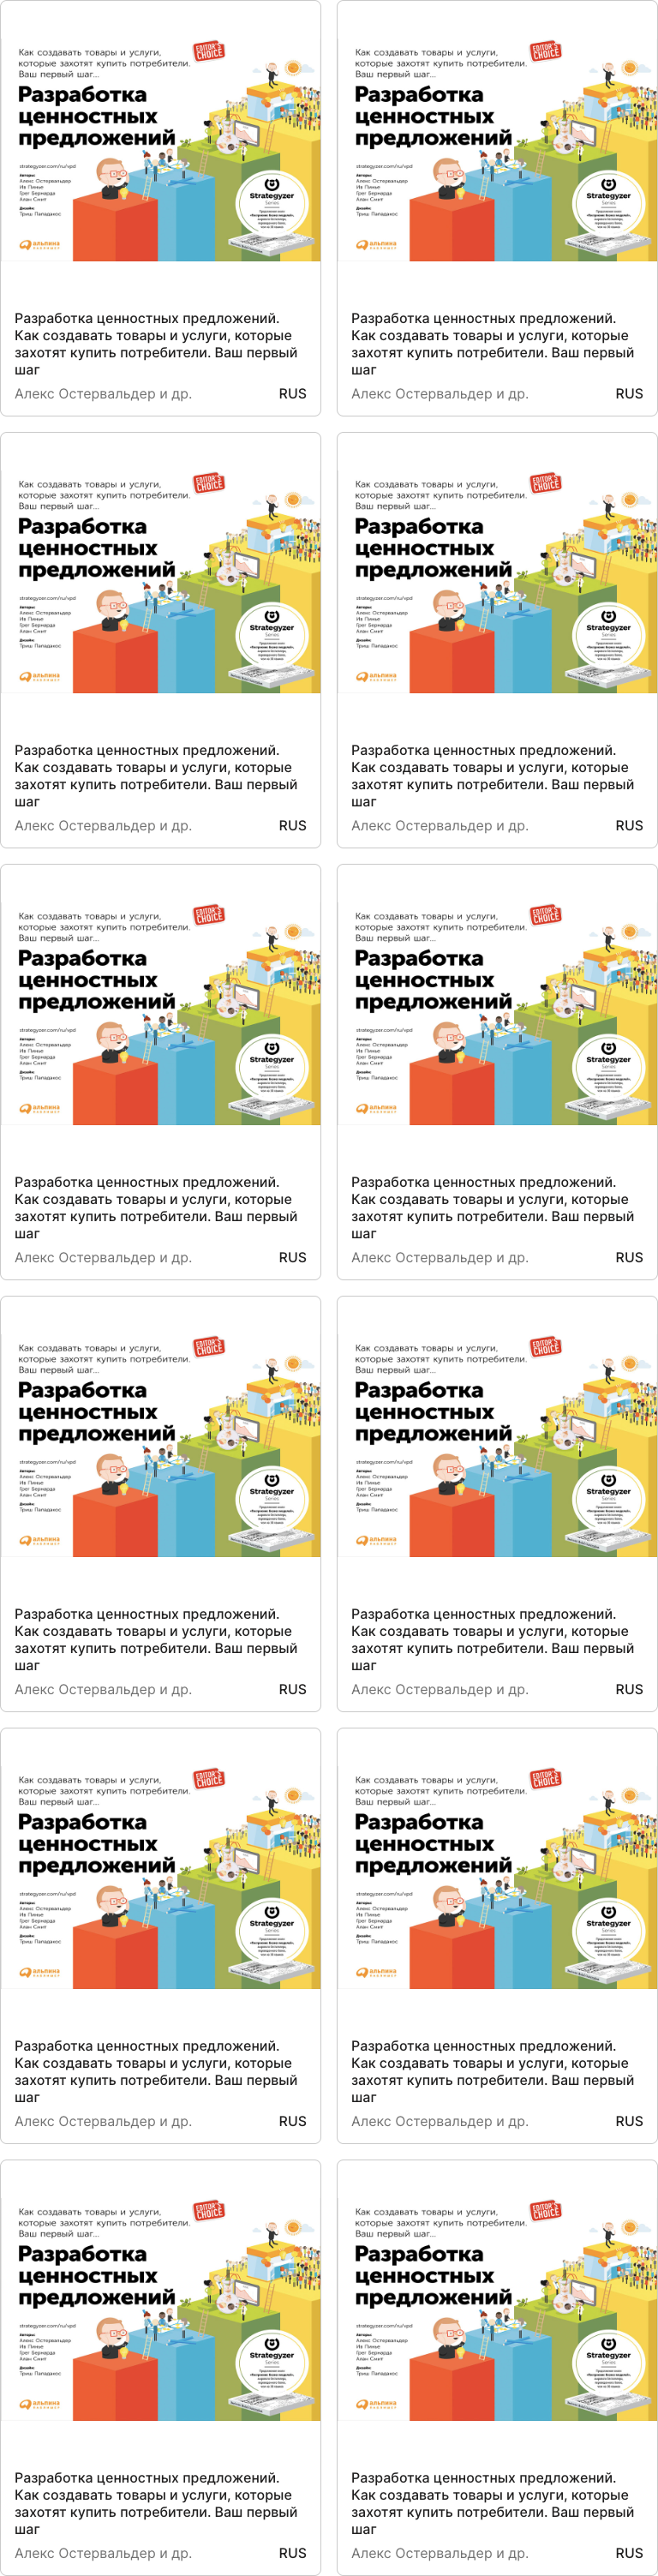 Как создавать товары и услуги,
которые захотят купить потребители.
Ваш первый шаг...
EDITOR'S
CHOICE
Разработка
ценностных
предложений
strategyzer.com/ru/vpd
Авторы:
Алекс Остервальдер
Ив Пинье
Грег Бернарда
Алан Смит
Дизайн:
Триш Пападакос
Strategyzer
Series
альпина
ПАБЛИШЕР
Разработка ценностных предложений.
Как создавать товары и услуги, которые
захотят купить потребители. Ваш первый
шаг
Алекс Остервальдер и др. RUS
Как создавать товары и услуги,
которые захотят купить потребители.
Ваш первый шаг...
EDITOR'S
CHOICE
Разработка
ценностных
предложений
strategyzer.com/ru/vpd
Авторы:
Алекс Остервальдер
Ив Пинье
Грег Бернарда
Алан Смит
Дизайн:
Триш Пападакос
Strategyzer
Series
альпина
ПАБЛИШЕР
Разработка ценностных предложений.
Как создавать товары и услуги, которые
захотят купить потребители. Ваш первый
шаг
Алекс Остервальдер и др. RUS
Как создавать товары и услуги,
которые захотят купить потребители.
Ваш первый шаг...
EDITOR'S
CHOICE
Разработка
ценностных
предложений
strategyzer.com/ru/vpd
Авторы:
Алекс Остервальдер
Ив Пинье
Грег Бернарда
Алан Смит
Дизайн:
Триш Пападакос
Strategyzer
Series
альпина
ПАБЛИШЕР
Разработка ценностных предложений.
Как создавать товары и услуги, которые
захотят купить потребители. Ваш первый
шаг
Алекс Остервальдер и др. RUS
Как создавать товары и услуги,
которые захотят купить потребители.
Ваш первый шаг...
EDITOR'S
CHOICE
Разработка
ценностных
предложений
strategyzer.com/ru/vpd
Авторы:
Алекс Остервальдер
Ив Пинье
Грег Бернарда
Алан Смит
Дизайн:
Триш Пападакос
Strategyzer
Series
альпина
ПАБЛИШЕР
Разработка ценностных предложений.
Как создавать товары и услуги, которые
захотят купить потребители. Ваш первый
шаг
Алекс Остервальдер и др. RUS
Как создавать товары и услуги,
которые захотят купить потребители.
Ваш первый шаг...
EDITOR'S
CHOICE
Разработка
ценностных
предложений
strategyzer.com/ru/vpd
Авторы:
Алекс Остервальдер
Ив Пинье
Грег Бернарда
Алан Смит
Дизайн:
Триш Пападакос
Strategyzer
Series
альпина
ПАБЛИШЕР
Разработка ценностных предложений.
Как создавать товары и услуги, которые
захотят купить потребители. Ваш первый
шаг
Алекс Остервальдер и др. RUS
Как создавать товары и услуги,
которые захотят купить потребители.
Ваш первый шаг...
EDITOR'S
CHOICE
Разработка
ценностных
предложений
strategyzer.com/ru/vpd
Авторы:
Алекс Остервальдер
Ив Пинье
Грег Бернарда
Алан Смит
Дизайн:
Триш Пападакос
Strategyzer
Series
альпина
ПАБЛИШЕР
Разработка ценностных предложений.
Как создавать товары и услуги, которые
захотят купить потребители. Ваш первый
шаг
Алекс Остервальдер и др. RUS
Как создавать товары и услуги,
которые захотят купить потребители.
Ваш первый шаг...
EDITOR'S
CHOICE
Разработка
ценностных
предложений
strategyzer.com/ru/vpd
Авторы:
Алекс Остервальдер
Ив Пинье
Грег Бернарда
Алан Смит
Дизайн:
Триш Пападакос
Strategyzer
Series
альпина
ПАБЛИШЕР
Разработка ценностных предложений.
Как создавать товары и услуги, которые
захотят купить потребители. Ваш первый
шаг
Алекс Остервальдер и др. RUS
Как создавать товары и услуги,
которые захотят купить потребители.
Ваш первый шаг...
EDITOR'S
CHOICE
Разработка
ценностных
предложений
strategyzer.com/ru/vpd
Авторы:
Алекс Остервальдер
Ив Пинье
Грег Бернарда
Алан Смит
Дизайн:
Триш Пападакос
Strategyzer
Series
альпина
ПАБЛИШЕР
Разработка ценностных предложений.
Как создавать товары и услуги, которые
захотят купить потребители. Ваш первый
шаг
Алекс Остервальдер и др. RUS
Как создавать товары и услуги,
которые захотят купить потребители.
Ваш первый шаг...
EDITOR'S
CHOICE
Разработка
ценностных
предложений
strategyzer.com/ru/vpd
Авторы:
Алекс Остервальдер
Ив Пинье
Грег Бернарда
Алан Смит
Дизайн:
Триш Пападакос
Strategyzer
Series
альпина
ПАБЛИШЕР
Разработка ценностных предложений.
Как создавать товары и услуги, которые
захотят купить потребители. Ваш первый
шаг
Алекс Остервальдер и др. RUS
Как создавать товары и услуги,
которые захотят купить потребители.
Ваш первый шаг...
EDITOR'S
CHOICE
Разработка
ценностных
предложений
strategyzer.com/ru/vpd
Авторы:
Алекс Остервальдер
Ив Пинье
Грег Бернарда
Алан Смит
Дизайн:
Триш Пападакос
Strategyzer
Series
альпина
ПАБЛИШЕР
Разработка ценностных предложений.
Как создавать товары и услуги, которые
захотят купить потребители. Ваш первый
шаг
Алекс Остервальдер и др. RUS
Как создавать товары и услуги,
которые захотят купить потребители.
Ваш первый шаг...
EDITOR'S
CHOICE
Разработка
ценностных
предложений
strategyzer.com/ru/vpd
Авторы:
Алекс Остервальдер
Ив Пинье
Грег Бернарда
Алан Смит
Дизайн:
Триш Пападакос
Strategyzer
Series
альпина
ПАБЛИШЕР
Разработка ценностных предложений.
Как создавать товары и услуги, которые
захотят купить потребители. Ваш первый
шаг
Алекс Остервальдер и др. RUS
Как создавать товары и услуги,
которые захотят купить потребители.
Ваш первый шаг...
EDITOR'S
CHOICE
Разработка
ценностных
предложений
strategyzer.com/ru/vpd
Авторы:
Алекс Остервальдер
Ив Пинье
Грег Бернарда
Алан Смит
Дизайн:
Триш Пападакос
Strategyzer
Series
альпина
ПАБЛИШЕР
Разработка ценностных предложений.
Как создавать товары и услуги, которые
захотят купить потребители. Ваш первый
шаг
Алекс Остервальдер и др. RUS